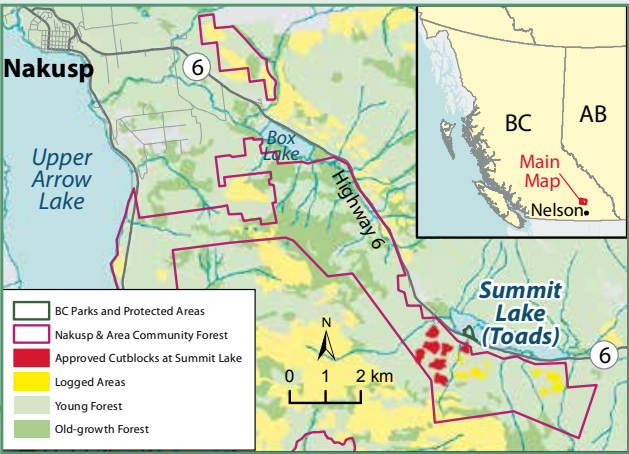 Nakusp
6
Upper
Arrow
Lake
Box
Lake
Highway 6
BC
AB
Main
Map
Nelson
Summit
Lake
(Toads)
6
BC Parks and Protected Areas
Nakusp & Area Community Forest
Approved Cutblocks at Summit Lake
Logged Areas
Young Forest
Old-growth Forest
N
0 1 2 km